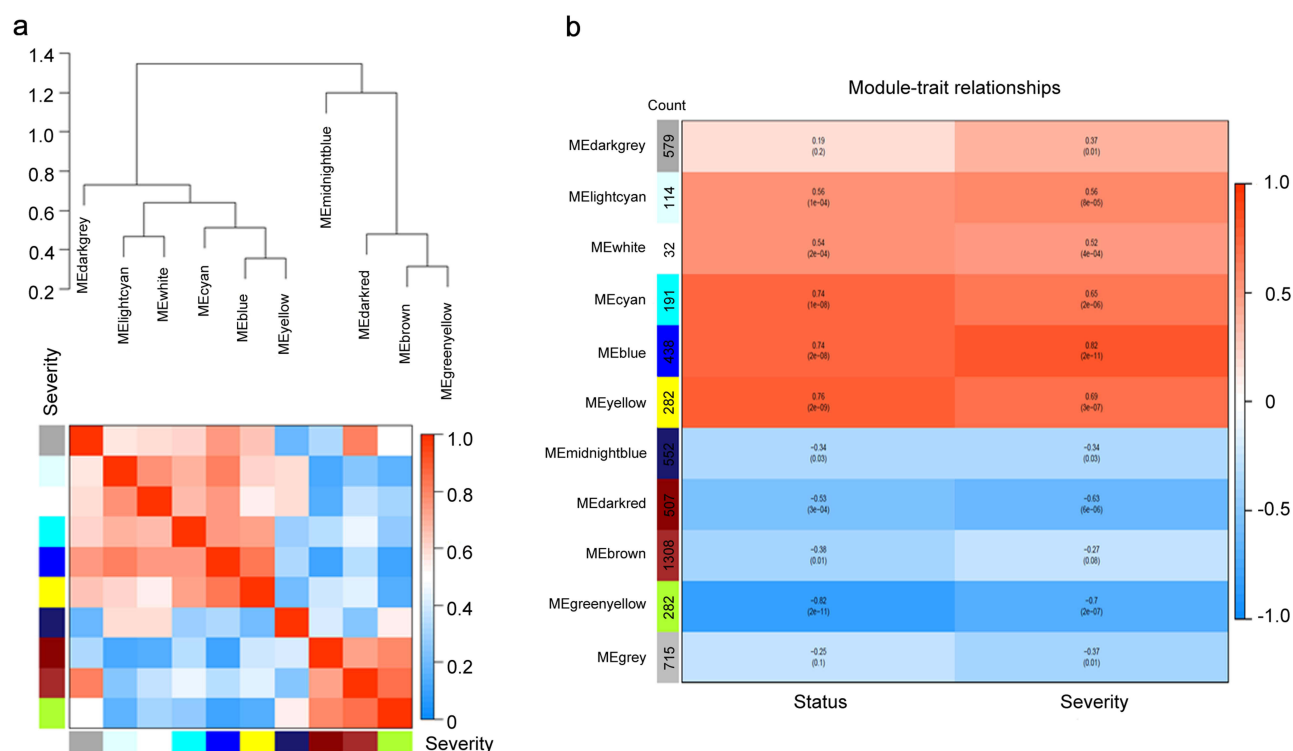 a
1.4
1.2
1.0
0.8
0.6
0.4
0.2
MEdarkgrey
MElightcyan
MEwhite
MEcyan
MEblue
MEyellow
MEmidnightblue
MEdarkred
MEbrown
MEgreenyellow
Severity
1.0
0.8
0.6
0.4
0.2
0
Severity
b
Module-trait relationships
Count
MEdarkgrey 579 0.19 0.37
(0.2) (0.01)
MElightcyan 114 0.56 0.56
(1e-04) (8e-05)
MEwhite 32 0.54 0.52
(2e-04) (4e-04)
MEcyan 191 0.74 0.65
(1e-08) (2e-06)
MEblue 438 0.74 0.82
(2e-08) (2e-11)
MEyellow 282 0.76 0.69
(2e-09) (3e-07)
MEmidnightblue 552 -0.34 -0.34
(0.03) (0.03)
MEdarkred 507 -0.53 -0.63
(3e-04) (6e-06)
MEbrown 1308 -0.38 -0.27
(0.01) (0.08)
MEgreenyellow 282 -0.82 -0.7
(2e-11) (2e-07)
MEgrey 715 -0.25 -0.37
(0.1) (0.01)
Status Severity
1.0
0.5
0
-0.5
-1.0